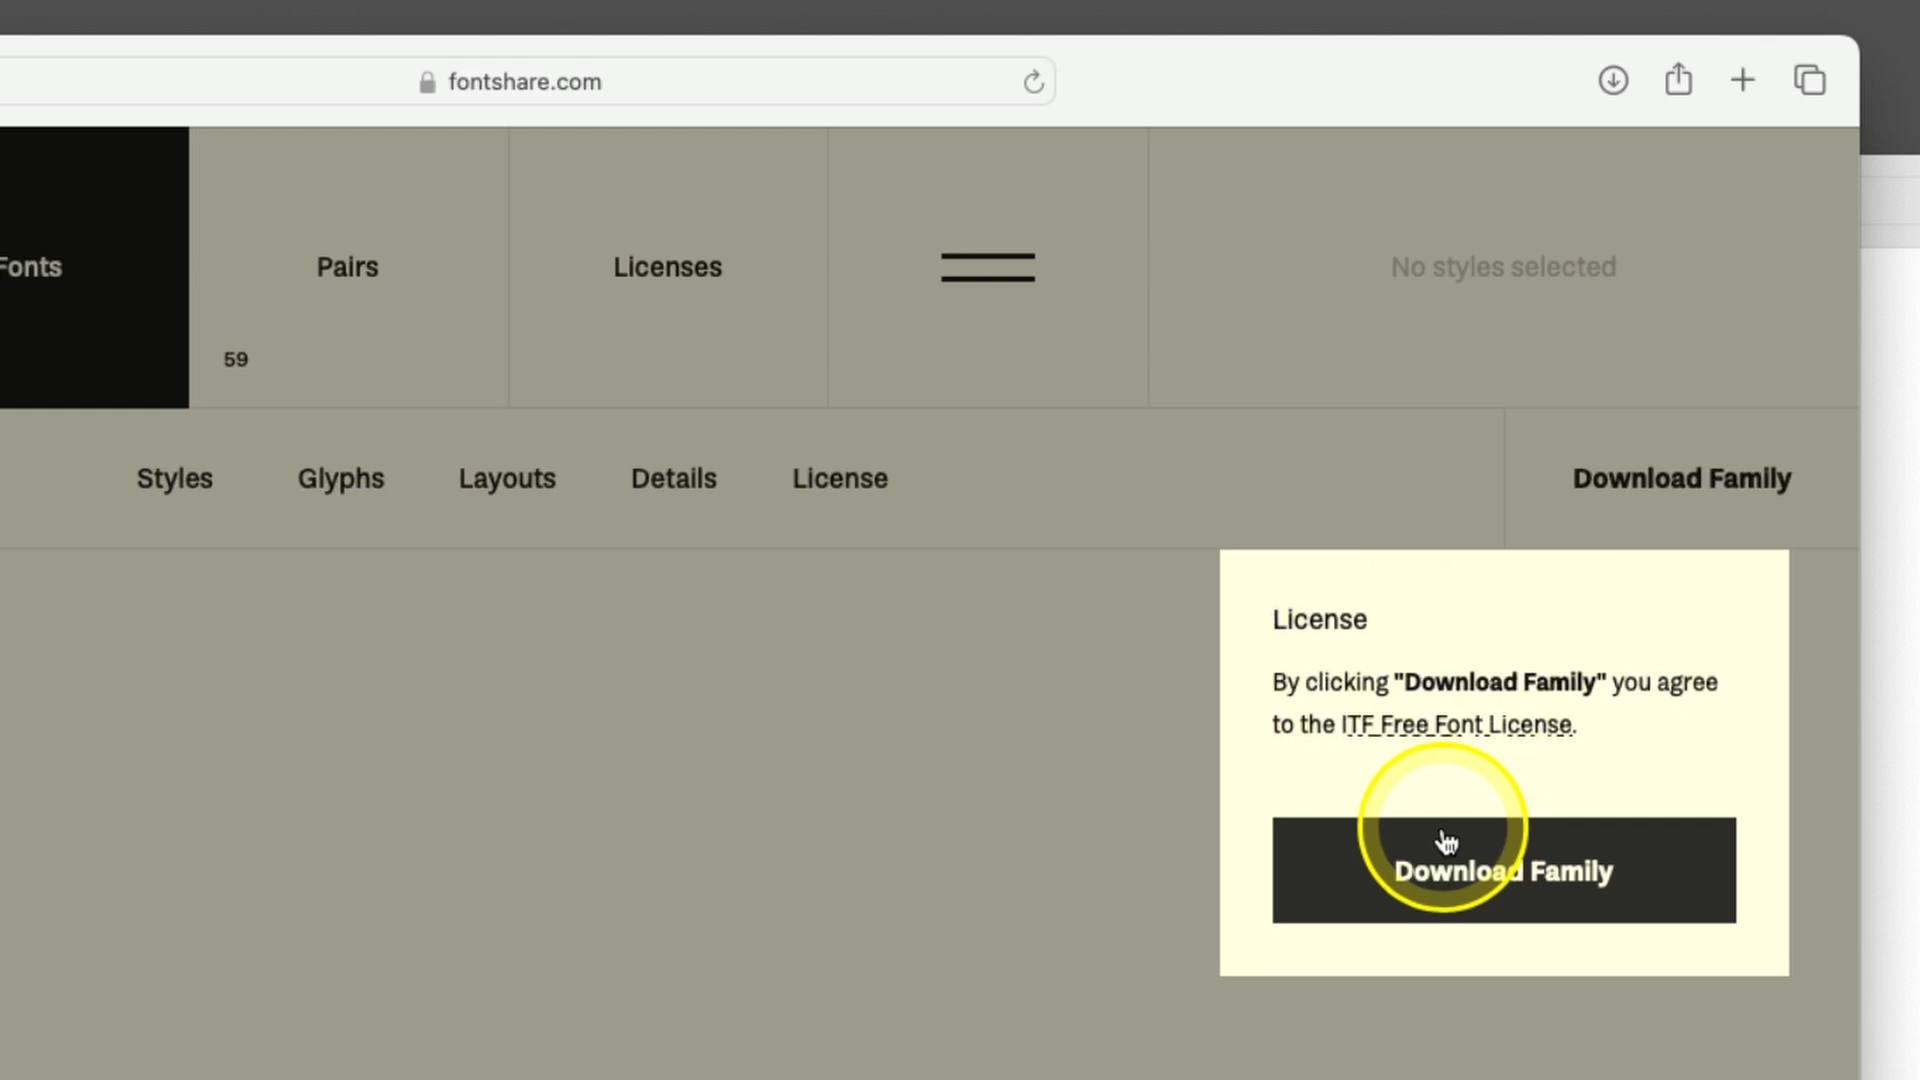 fontshare.com
Fonts
Pairs
Licenses
No styles selected
59
Styles
Glyphs
Layouts
Details
License
Download Family
License
By clicking "Download Family" you agree
to the ITF Free Font License.
Download Family